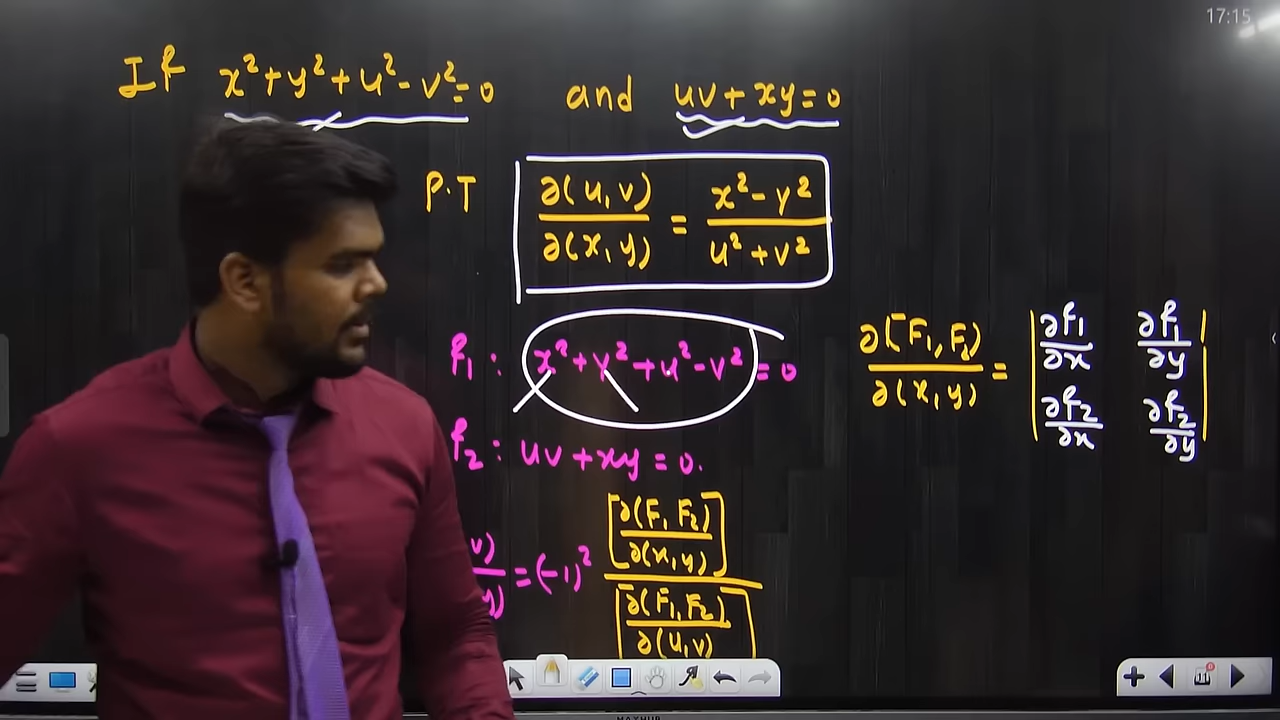 17:15
If x²+y²+u²-v²=0 and uv+xy=0
P.T ∂(u,v)/∂(x,y) = x²-y²/u²+v²
f₁ : x²+y²+u²-v² = 0
∂(F₁,F₂)/∂(x,y) = | ∂f₁/∂x ∂f₁/∂y |
| ∂f₂/∂x ∂f₂/∂y |
f₂ : uv+xy = 0.
v)/y) = (-1)² [∂(F₁,F₂)/∂(x,y)] / [∂(F₁,F₂)/∂(u,v)]
11